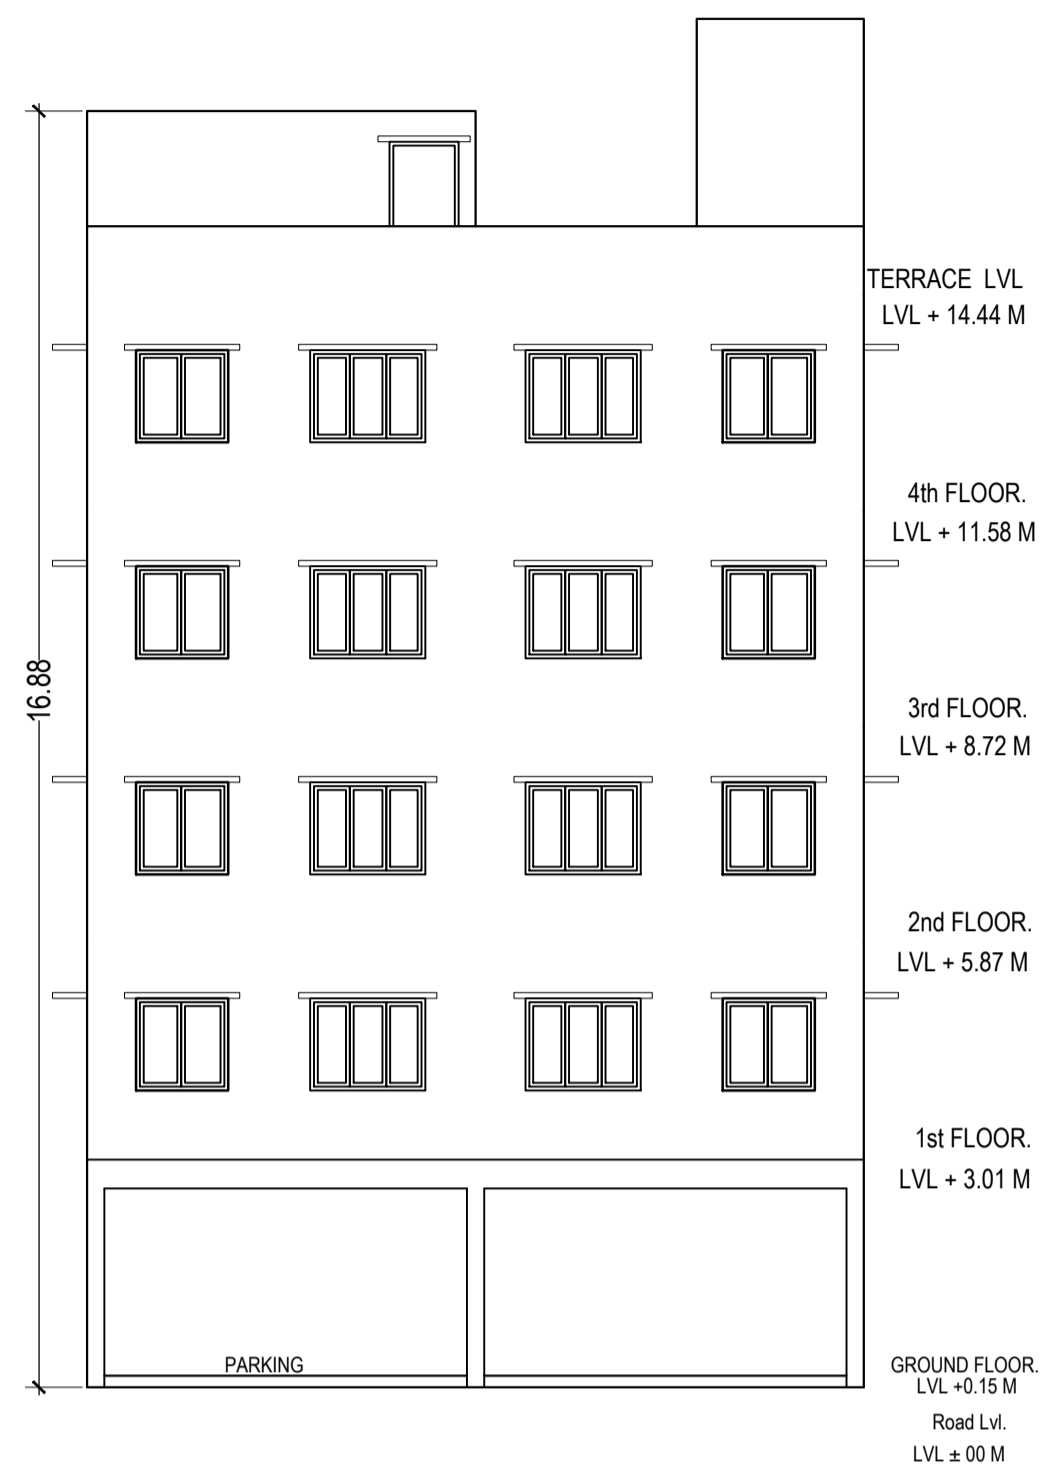 TERRACE LVL
LVL + 14.44 M
4th FLOOR.
LVL + 11.58 M
16.88
3rd FLOOR.
LVL + 8.72 M
2nd FLOOR.
LVL + 5.87 M
1st FLOOR.
LVL + 3.01 M
PARKING
GROUND FLOOR.
LVL +0.15 M
Road Lvl.
LVL ± 00 M